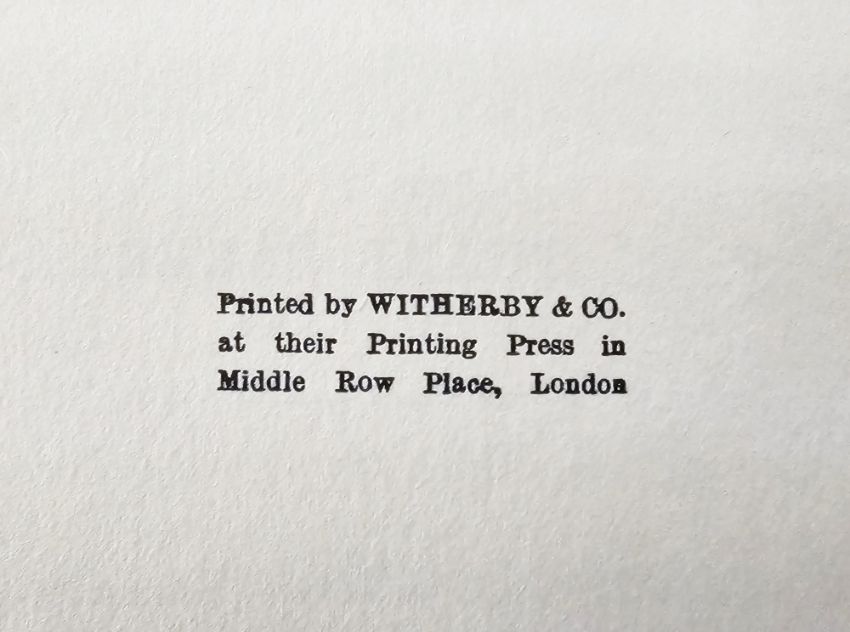 Printed by WITHERBY & CO.
at their Printing Press in
Middle Row Place, London